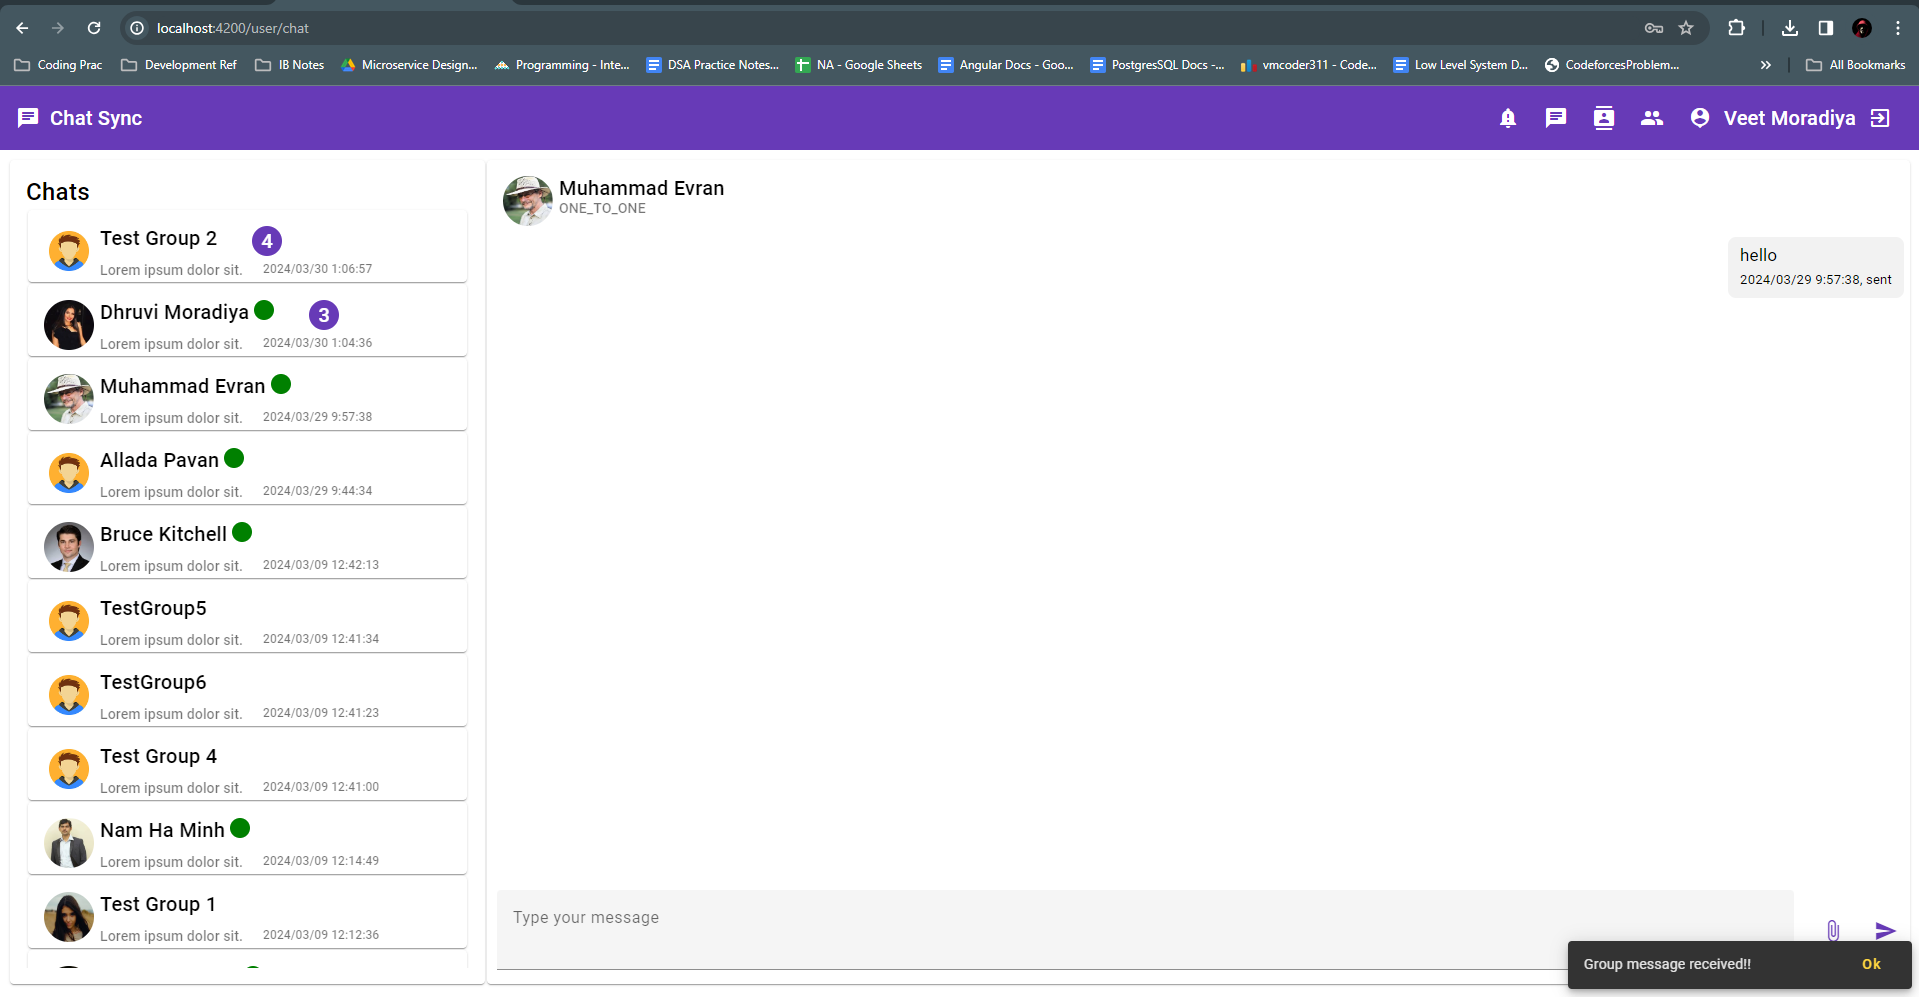 localhost:4200/user/chat
Coding Prac
Development Ref
IB Notes
Microservice Design...
Programming - Inte...
DSA Practice Notes...
NA - Google Sheets
Angular Docs - Goo...
PostgresSQL Docs -...
vmcoder311 - Code...
Low Level System D...
CodeforcesProblem...
All Bookmarks
Chat Sync
Veet Moradiya
Chats
Test Group 2
4
Lorem ipsum dolor sit.
2024/03/30 1:06:57
Dhruvi Moradiya
3
Lorem ipsum dolor sit.
2024/03/30 1:04:36
Muhammad Evran
Lorem ipsum dolor sit.
2024/03/29 9:57:38
Allada Pavan
Lorem ipsum dolor sit.
2024/03/29 9:44:34
Bruce Kitchell
Lorem ipsum dolor sit.
2024/03/09 12:42:13
TestGroup5
Lorem ipsum dolor sit.
2024/03/09 12:41:34
TestGroup6
Lorem ipsum dolor sit.
2024/03/09 12:41:23
Test Group 4
Lorem ipsum dolor sit.
2024/03/09 12:41:00
Nam Ha Minh
Lorem ipsum dolor sit.
2024/03/09 12:14:49
Test Group 1
Lorem ipsum dolor sit.
2024/03/09 12:12:36
Muhammad Evran
ONE_TO_ONE
hello
2024/03/29 9:57:38, sent
Type your message
Group message received!!
Ok